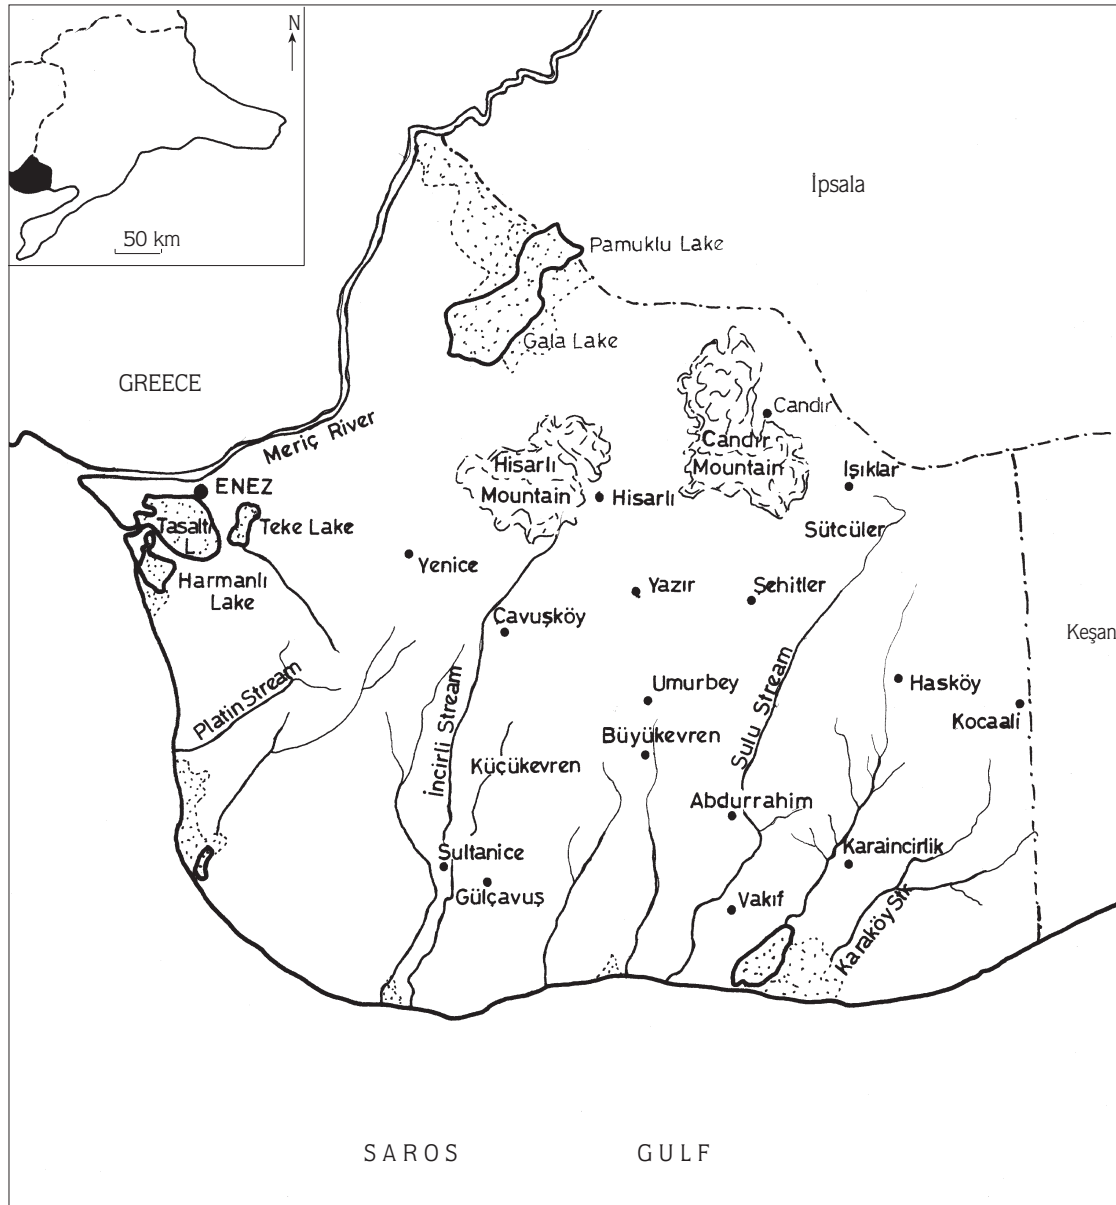 N
50 km
İpsala
Pamuklu Lake
Gala Lake
GREECE
Meriç River
Candır
Candır
Mountain
Hisarlı
Mountain
Hisarlı
Işıklar
ENEZ
Tasaltı
L
Teke Lake
Sütcüler
Harmanlı
Lake
Yenice
Yazır
Şehitler
Cavuşköy
Keşan
Platin Stream
İncirli Stream
Umurbey
Sulu Stream
Hasköy
Kocaali
Büyükevren
Küçükevren
Abdurrahim
Sultanice
Gülçavuş
Karaincirlik
Vakıf
Karaköy Str.
SAROS GULF